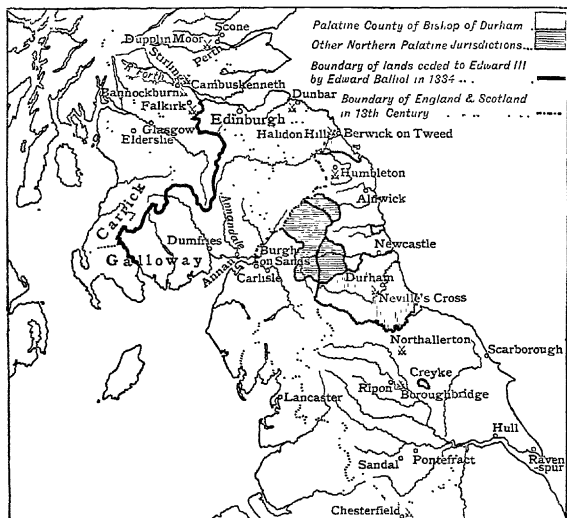 Palatine County of Bishop of Durham
Other Northern Palatine Jurisdictions...
Boundary of lands ceded to Edward III
by Edward Balliol in 1334 ..
Boundary of England & Scotland
in 13th Century
Scone
Dupplin Moor
Perth
R. Forth
Stirling
Cambuskenneth
Bannockburn
Falkirk
Dunbar
Edinburgh
Glasgow
Elderslie
Halidon Hill
Berwick on Tweed
Humbleton
Alnwick
Carrick
Annandale
Dumfries
Galloway
Annan
Burgh
on Sands
Carlisle
Newcastle
Durham
Neville's Cross
Northallerton
Scarborough
Creyke
Ripon
Boroughbridge
Lancaster
Hull
Sandal
Pontefract
Raven
-spur
Chesterfield